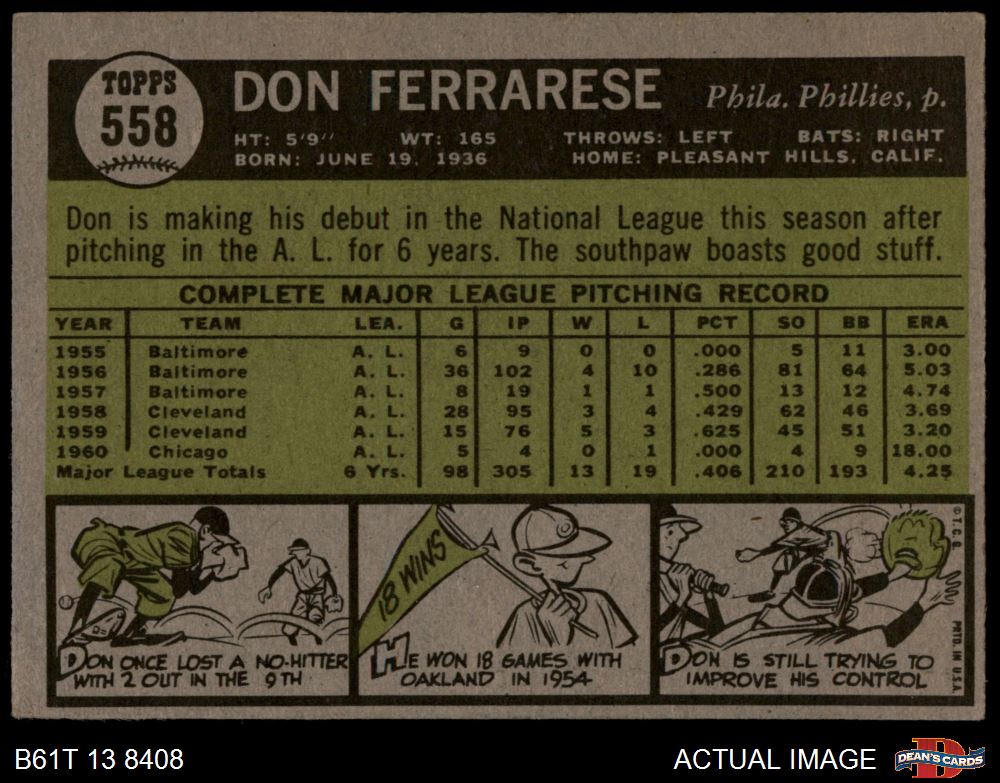 TOPPS
558
DON FERRARESE
Phila. Phillies, p.
HT: 5'9" WT: 165 THROWS: LEFT BATS: RIGHT
BORN: JUNE 19, 1936 HOME: PLEASANT HILLS, CALIF.
Don is making his debut in the National League this season after
pitching in the A. L. for 6 years. The southpaw boasts good stuff.
COMPLETE MAJOR LEAGUE PITCHING RECORD
YEAR TEAM LEA. G IP W L PCT SO BB ERA
1955 Baltimore A. L. 6 9 0 0 .000 5 11 3.00
1956 Baltimore A. L. 36 102 4 10 .286 81 64 5.03
1957 Baltimore A. L. 8 19 1 1 .500 13 12 4.74
1958 Cleveland A. L. 28 95 3 4 .429 62 46 3.69
1959 Cleveland A. L. 15 76 5 3 .625 45 51 3.20
1960 Chicago A. L. 5 4 0 1 .000 4 9 18.00
Major League Totals 6 Yrs. 98 305 13 19 .406 210 193 4.25
18 WINS
DON ONCE LOST A NO-HITTER
WITH 2 OUT IN THE 9TH
HE WON 18 GAMES WITH
OAKLAND IN 1954
DON IS STILL TRYING TO
IMPROVE HIS CONTROL
© T. C. G.
PRTD. IN U.S.A.
B61T 13 8408
ACTUAL IMAGE
D
DEAN'S CARDS